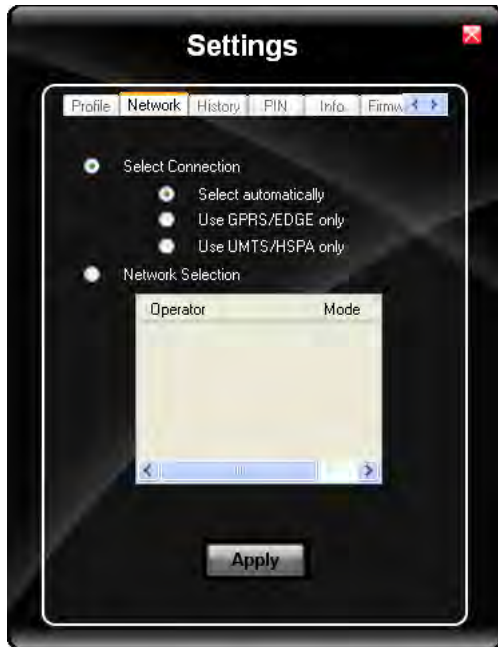 Settings
Profile Network History PIN Info. Firmw
Select Connection
Select automatically
Use GPRS/EDGE only
Use UMTS/HSPA only
Network Selection
Operator Mode
Apply